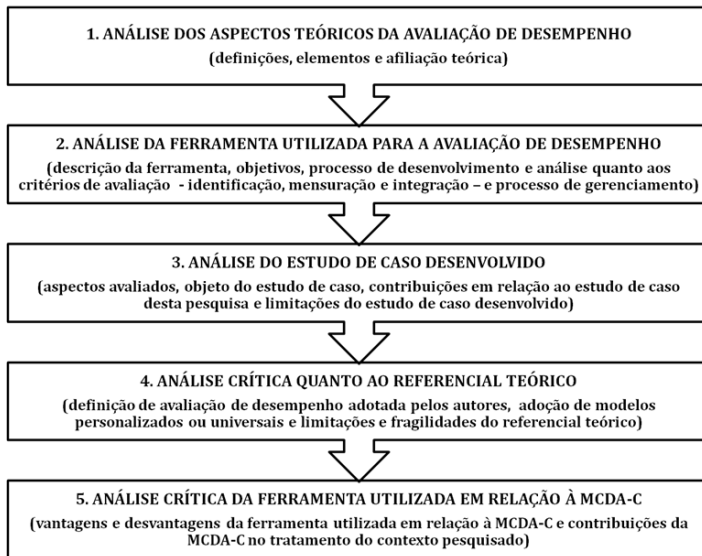 1. ANÁLISE DOS ASPECTOS TEÓRICOS DA AVALIAÇÃO DE DESEMPENHO
(definições, elementos e afiliação teórica)
2. ANÁLISE DA FERRAMENTA UTILIZADA PARA A AVALIAÇÃO DE DESEMPENHO
(descrição da ferramenta, objetivos, processo de desenvolvimento e análise quanto aos
critérios de avaliação - identificação, mensuração e integração – e processo de gerenciamento)
3. ANÁLISE DO ESTUDO DE CASO DESENVOLVIDO
(aspectos avaliados, objeto do estudo de caso, contribuições em relação ao estudo de caso
desta pesquisa e limitações do estudo de caso desenvolvido)
4. ANÁLISE CRÍTICA QUANTO AO REFERENCIAL TEÓRICO
(definição de avaliação de desempenho adotada pelos autores, adoção de modelos
personalizados ou universais e limitações e fragilidades do referencial teórico)
5. ANÁLISE CRÍTICA DA FERRAMENTA UTILIZADA EM RELAÇÃO À MCDA-C
(vantagens e desvantagens da ferramenta utilizada em relação à MCDA-C e contribuições da
MCDA-C no tratamento do contexto pesquisado)